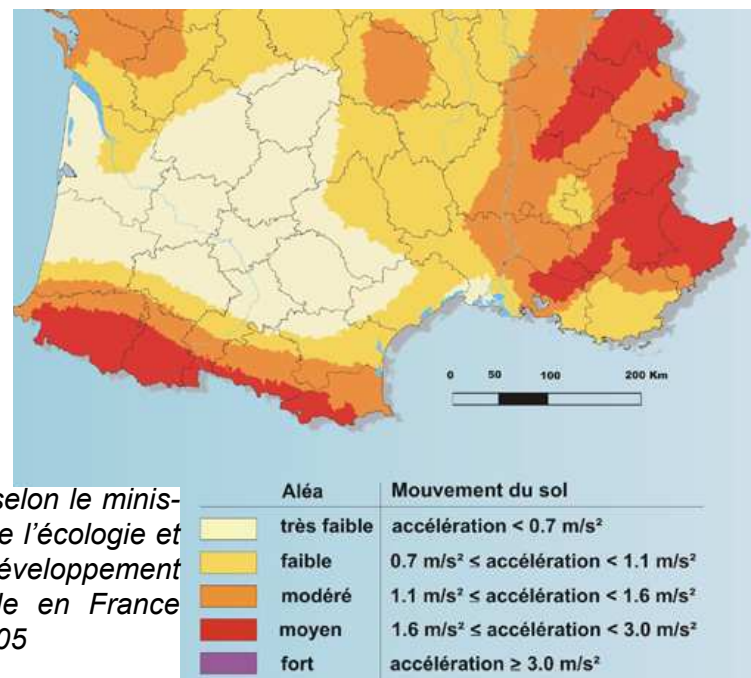 0 50 100 200 Km
selon le minis-
e l'écologie et
éveloppement
le en France
05
Aléa Mouvement du sol
très faible accélération < 0.7 m/s²
faible 0.7 m/s² ≤ accélération < 1.1 m/s²
modéré 1.1 m/s² ≤ accélération < 1.6 m/s²
moyen 1.6 m/s² ≤ accélération < 3.0 m/s²
fort accélération ≥ 3.0 m/s²